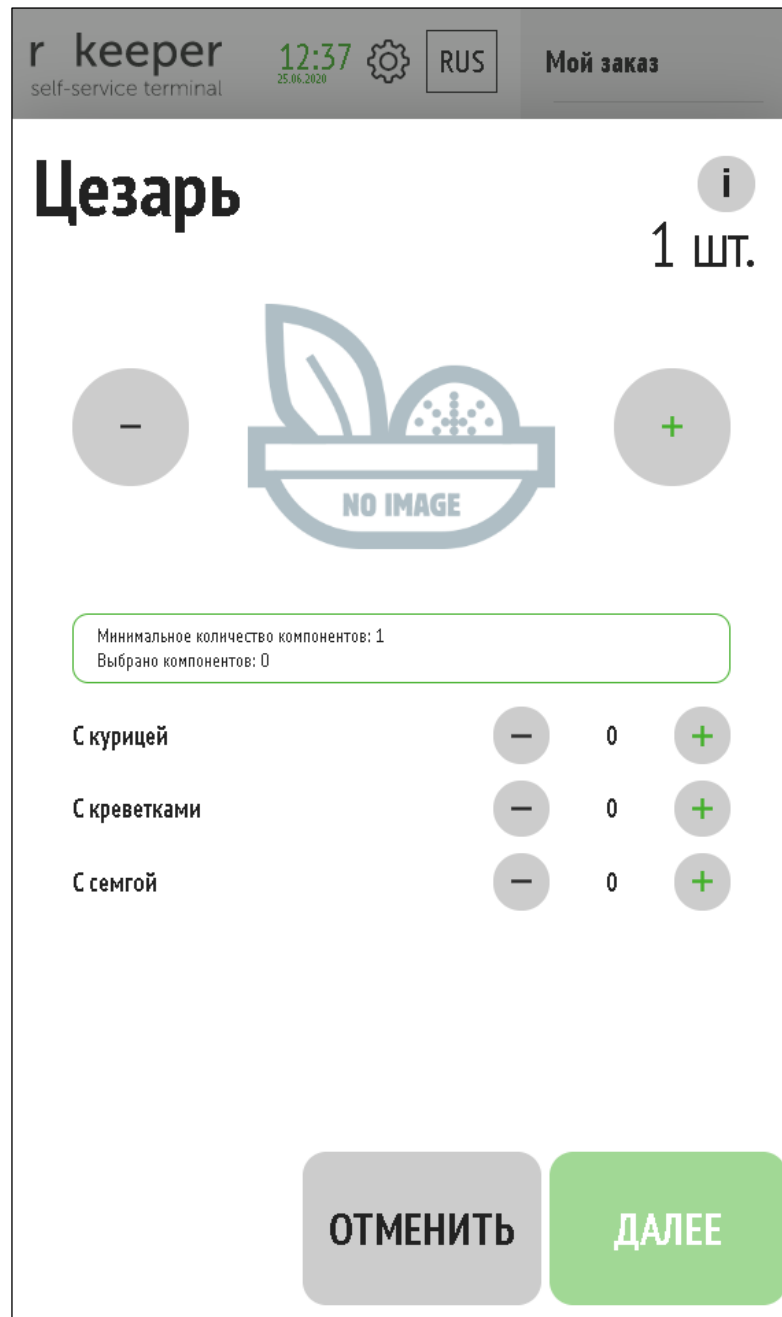 r keeper
self-service terminal
12:37
25.06.2020
RUS
Мой заказ
Цезарь
i
1 шт.
−
+
NO IMAGE
Минимальное количество компонентов: 1
Выбрано компонентов: 0
С курицей − 0 +
С креветками − 0 +
С семгой − 0 +
ОТМЕНИТЬ
ДАЛЕЕ